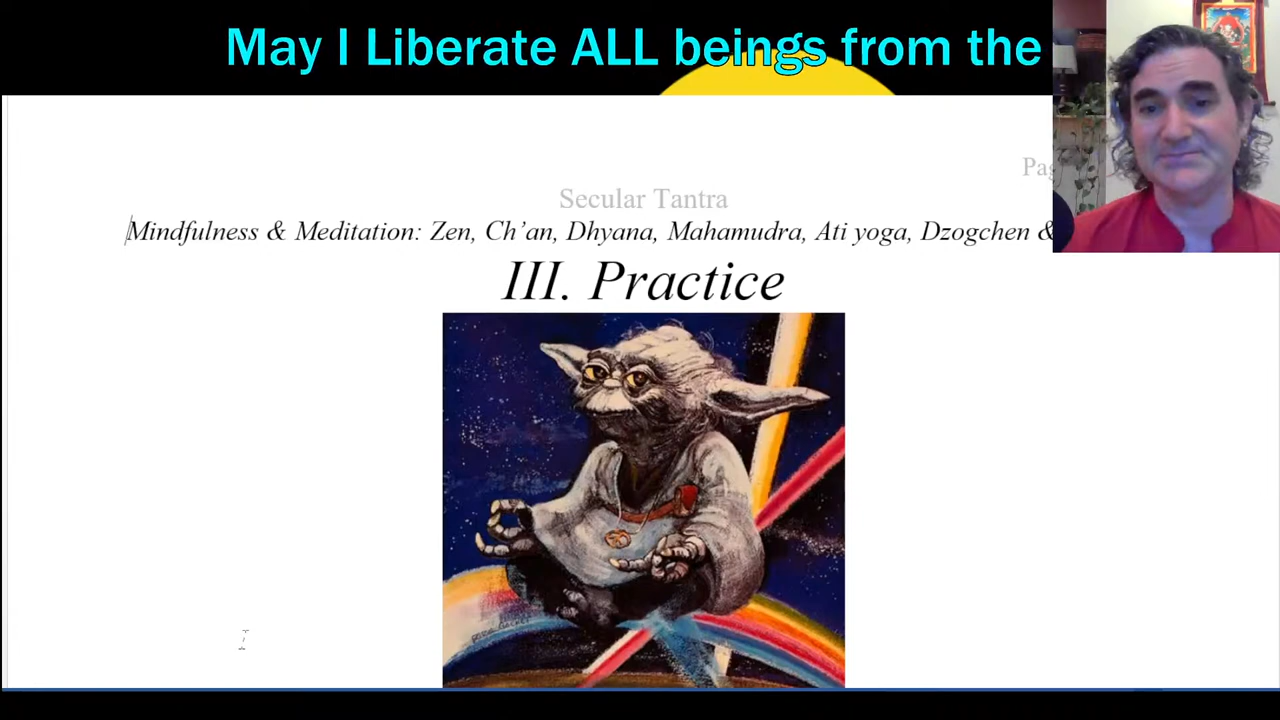 May I Liberate ALL beings from the
Secular Tantra
Mindfulness & Meditation: Zen, Ch’an, Dhyana, Mahamudra, Ati yoga, Dzogchen &
III. Practice